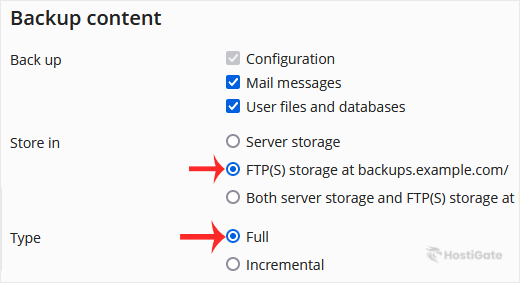 Backup content
Back up
Configuration
Mail messages
User files and databases
Store in
Server storage
FTP(S) storage at backups.example.com/
Both server storage and FTP(S) storage at
Type
Full
Incremental
HostiGate